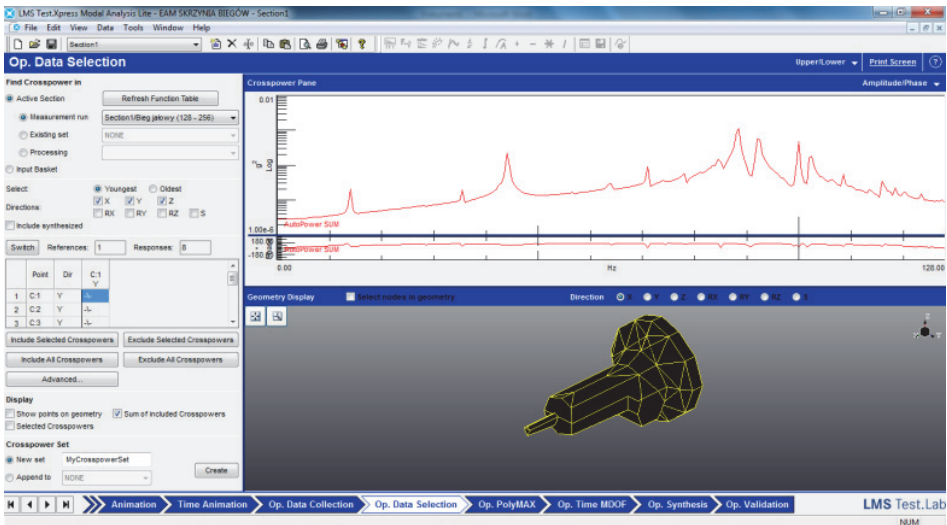 LMS Test.Xpress Modal Analysis Lite - EAM SKRZYNIA BIEGÓW - Section1
File Edit View Data Tools Window Help
Section1
Op. Data Selection
Upper/Lower Print Screen ?
Find Crosspower in
Active Section Refresh Function Table
Measurement run Section1/Bieg jałowy (128 - 256)
Existing set NONE
Processing
Input Basket
Select: Youngest Oldest
Directions: X Y Z
RX RY RZ S
Include synthesized
Switch References: 1 Responses: 8
Point Dir C:1
Y
1 C:1 Y -\-
2 C:2 Y -\-
3 C:3 Y -\-
Include Selected Crosspowers Exclude Selected Crosspowers
Include All Crosspowers Exclude All Crosspowers
Advanced...
Display
Show points on geometry Sum of included Crosspowers
Selected Crosspowers
Crosspower Set
New set MyCrosspowerSet
Append to NONE
Create
Crosspower Pane Amplitude/Phase
0.01
g²
Log
1.00e-6
AutoPower SUM
180.00
-180.00
AutoPower SUM
0.00 Hz 128.00
Geometry Display Select nodes in geometry Direction X Y Z RX RY RZ S
Animation Time Animation Op. Data Collection Op. Data Selection Op. PolyMAX Op. Time MDOF Op. Synthesis Op. Validation LMS Test.Lab
NUM